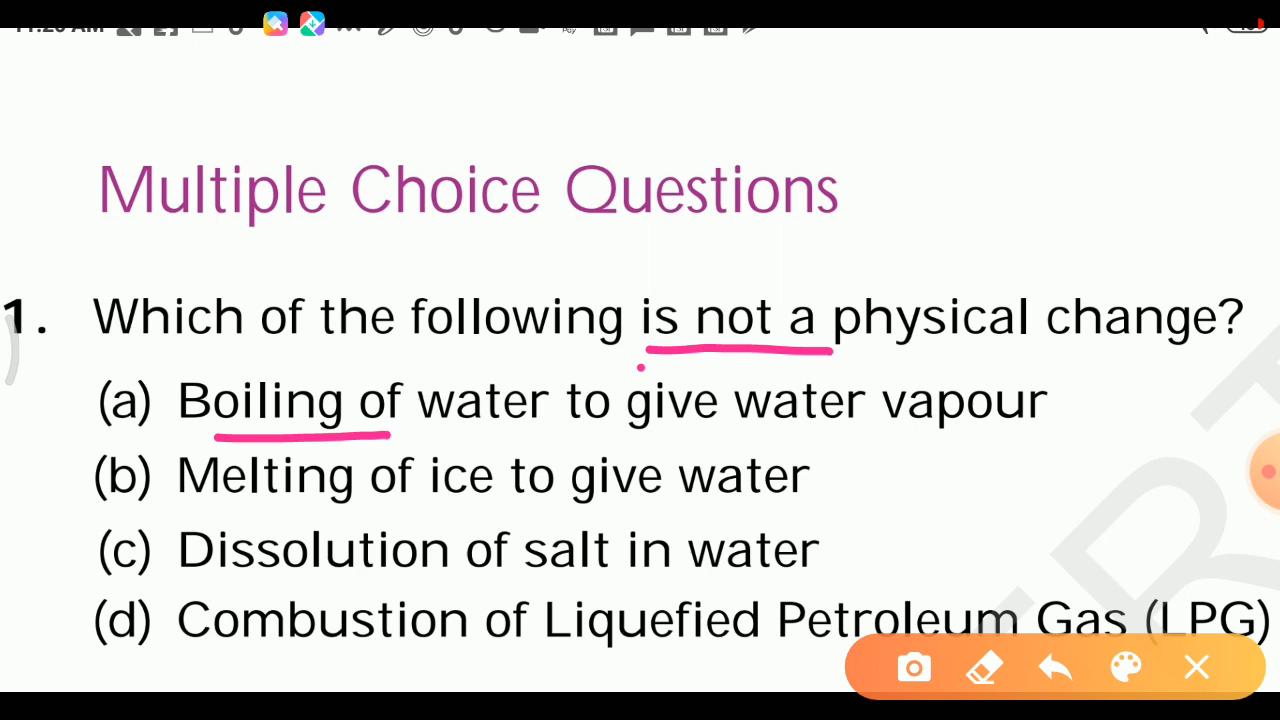 Multiple Choice Questions
1. Which of the following is not a physical change?
(a) Boiling of water to give water vapour
(b) Melting of ice to give water
(c) Dissolution of salt in water
(d) Combustion of Liquefied Petroleum Gas (LPG)